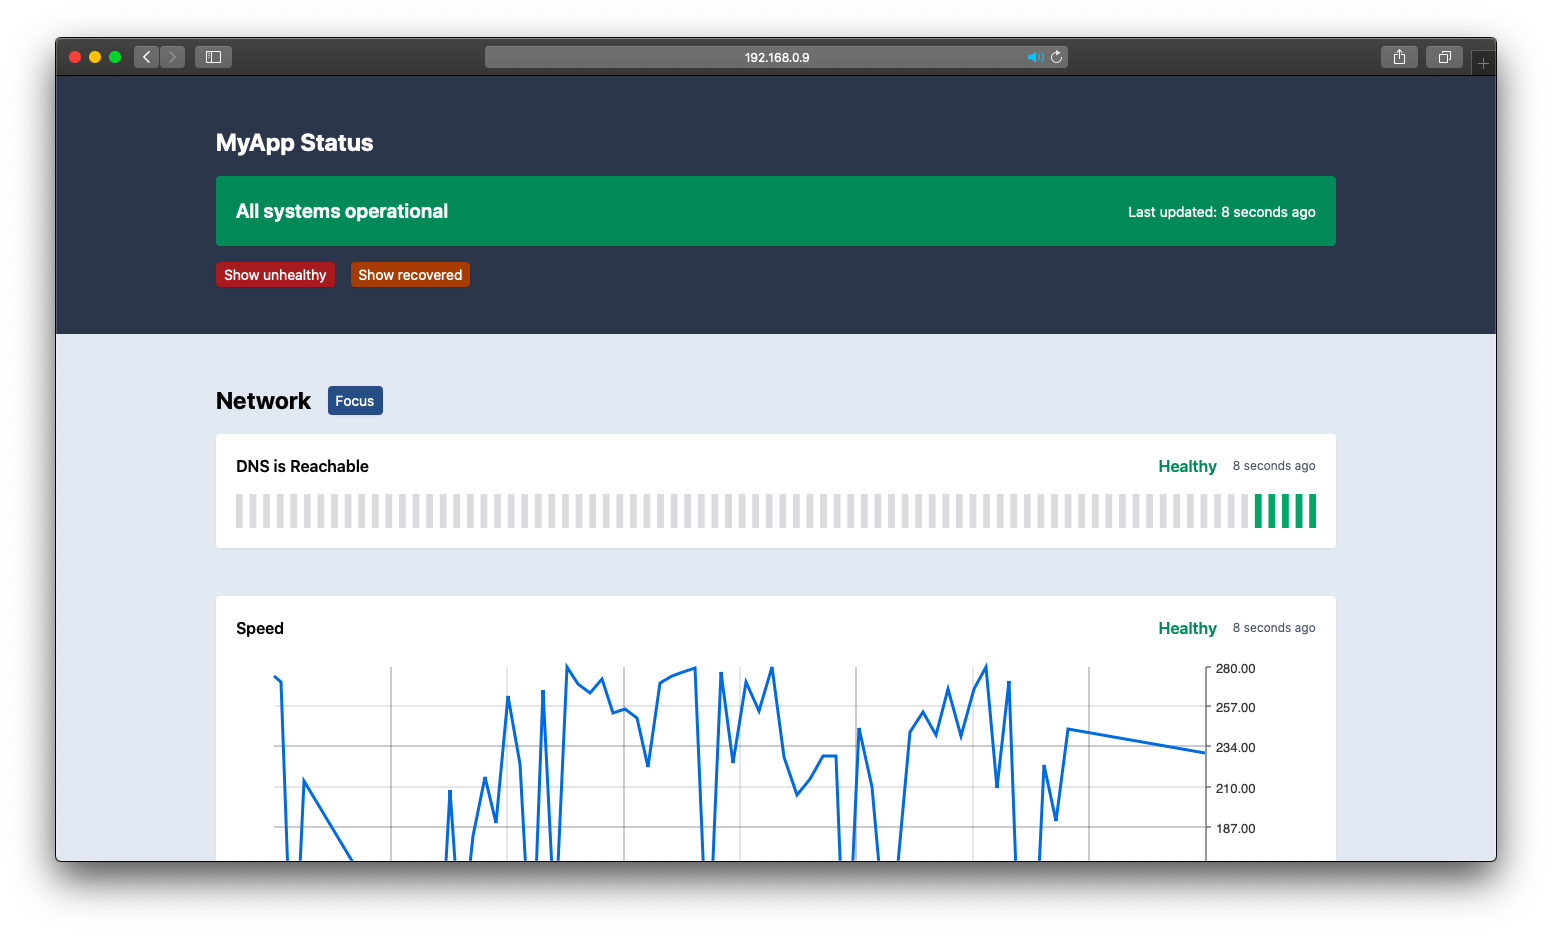 192.168.0.9
MyApp Status
All systems operational
Last updated: 8 seconds ago
Show unhealthy
Show recovered
Network
Focus
DNS is Reachable
Healthy
8 seconds ago
Speed
Healthy
8 seconds ago
280.00
257.00
234.00
210.00
187.00